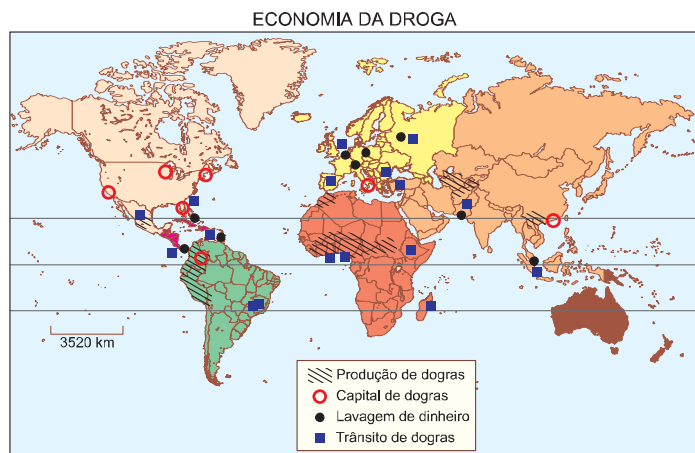 ECONOMIA DA DROGA
3520 km
Produção de dogras
Capital de dogras
Lavagem de dinheiro
Trânsito de dogras